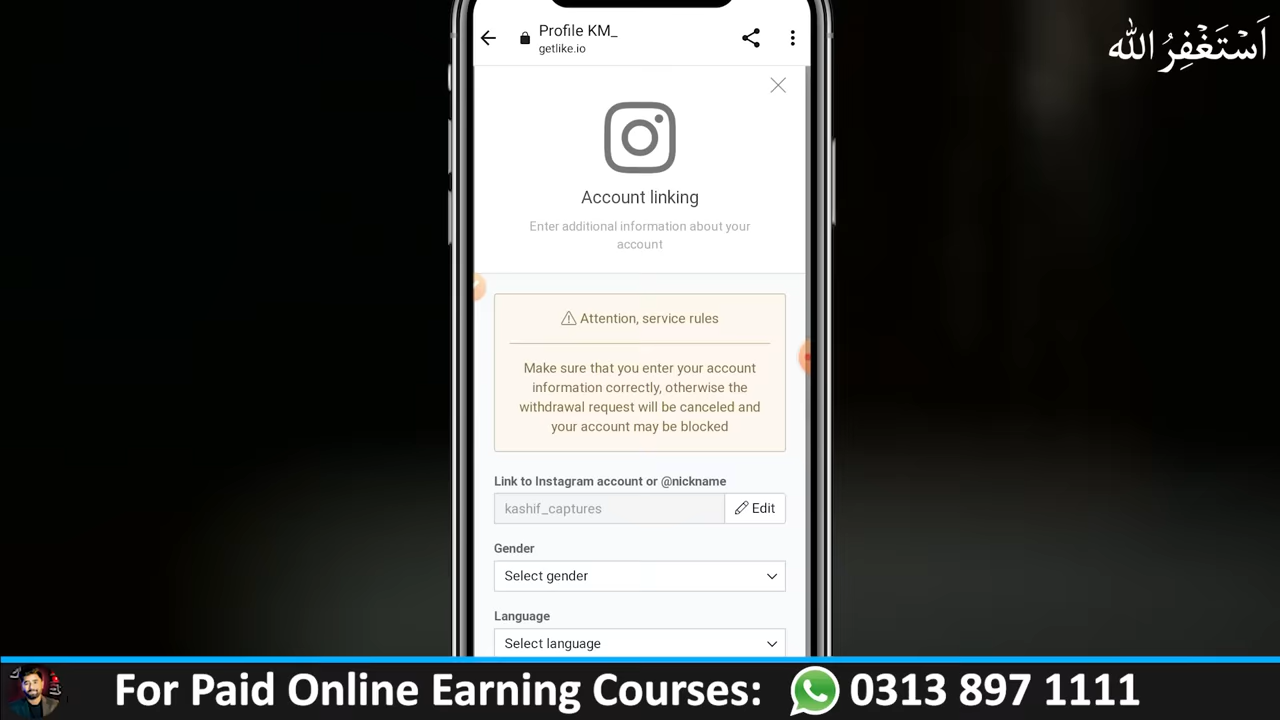 Profile KM_
getlike.io
اَسْتَغْفِرُ الله
Account linking
Enter additional information about your
account
Attention, service rules
Make sure that you enter your account
information correctly, otherwise the
withdrawal request will be canceled and
your account may be blocked
Link to Instagram account or @nickname
kashif_captures
Edit
Gender
Select gender
Language
Select language
For Paid Online Earning Courses: 0313 897 1111